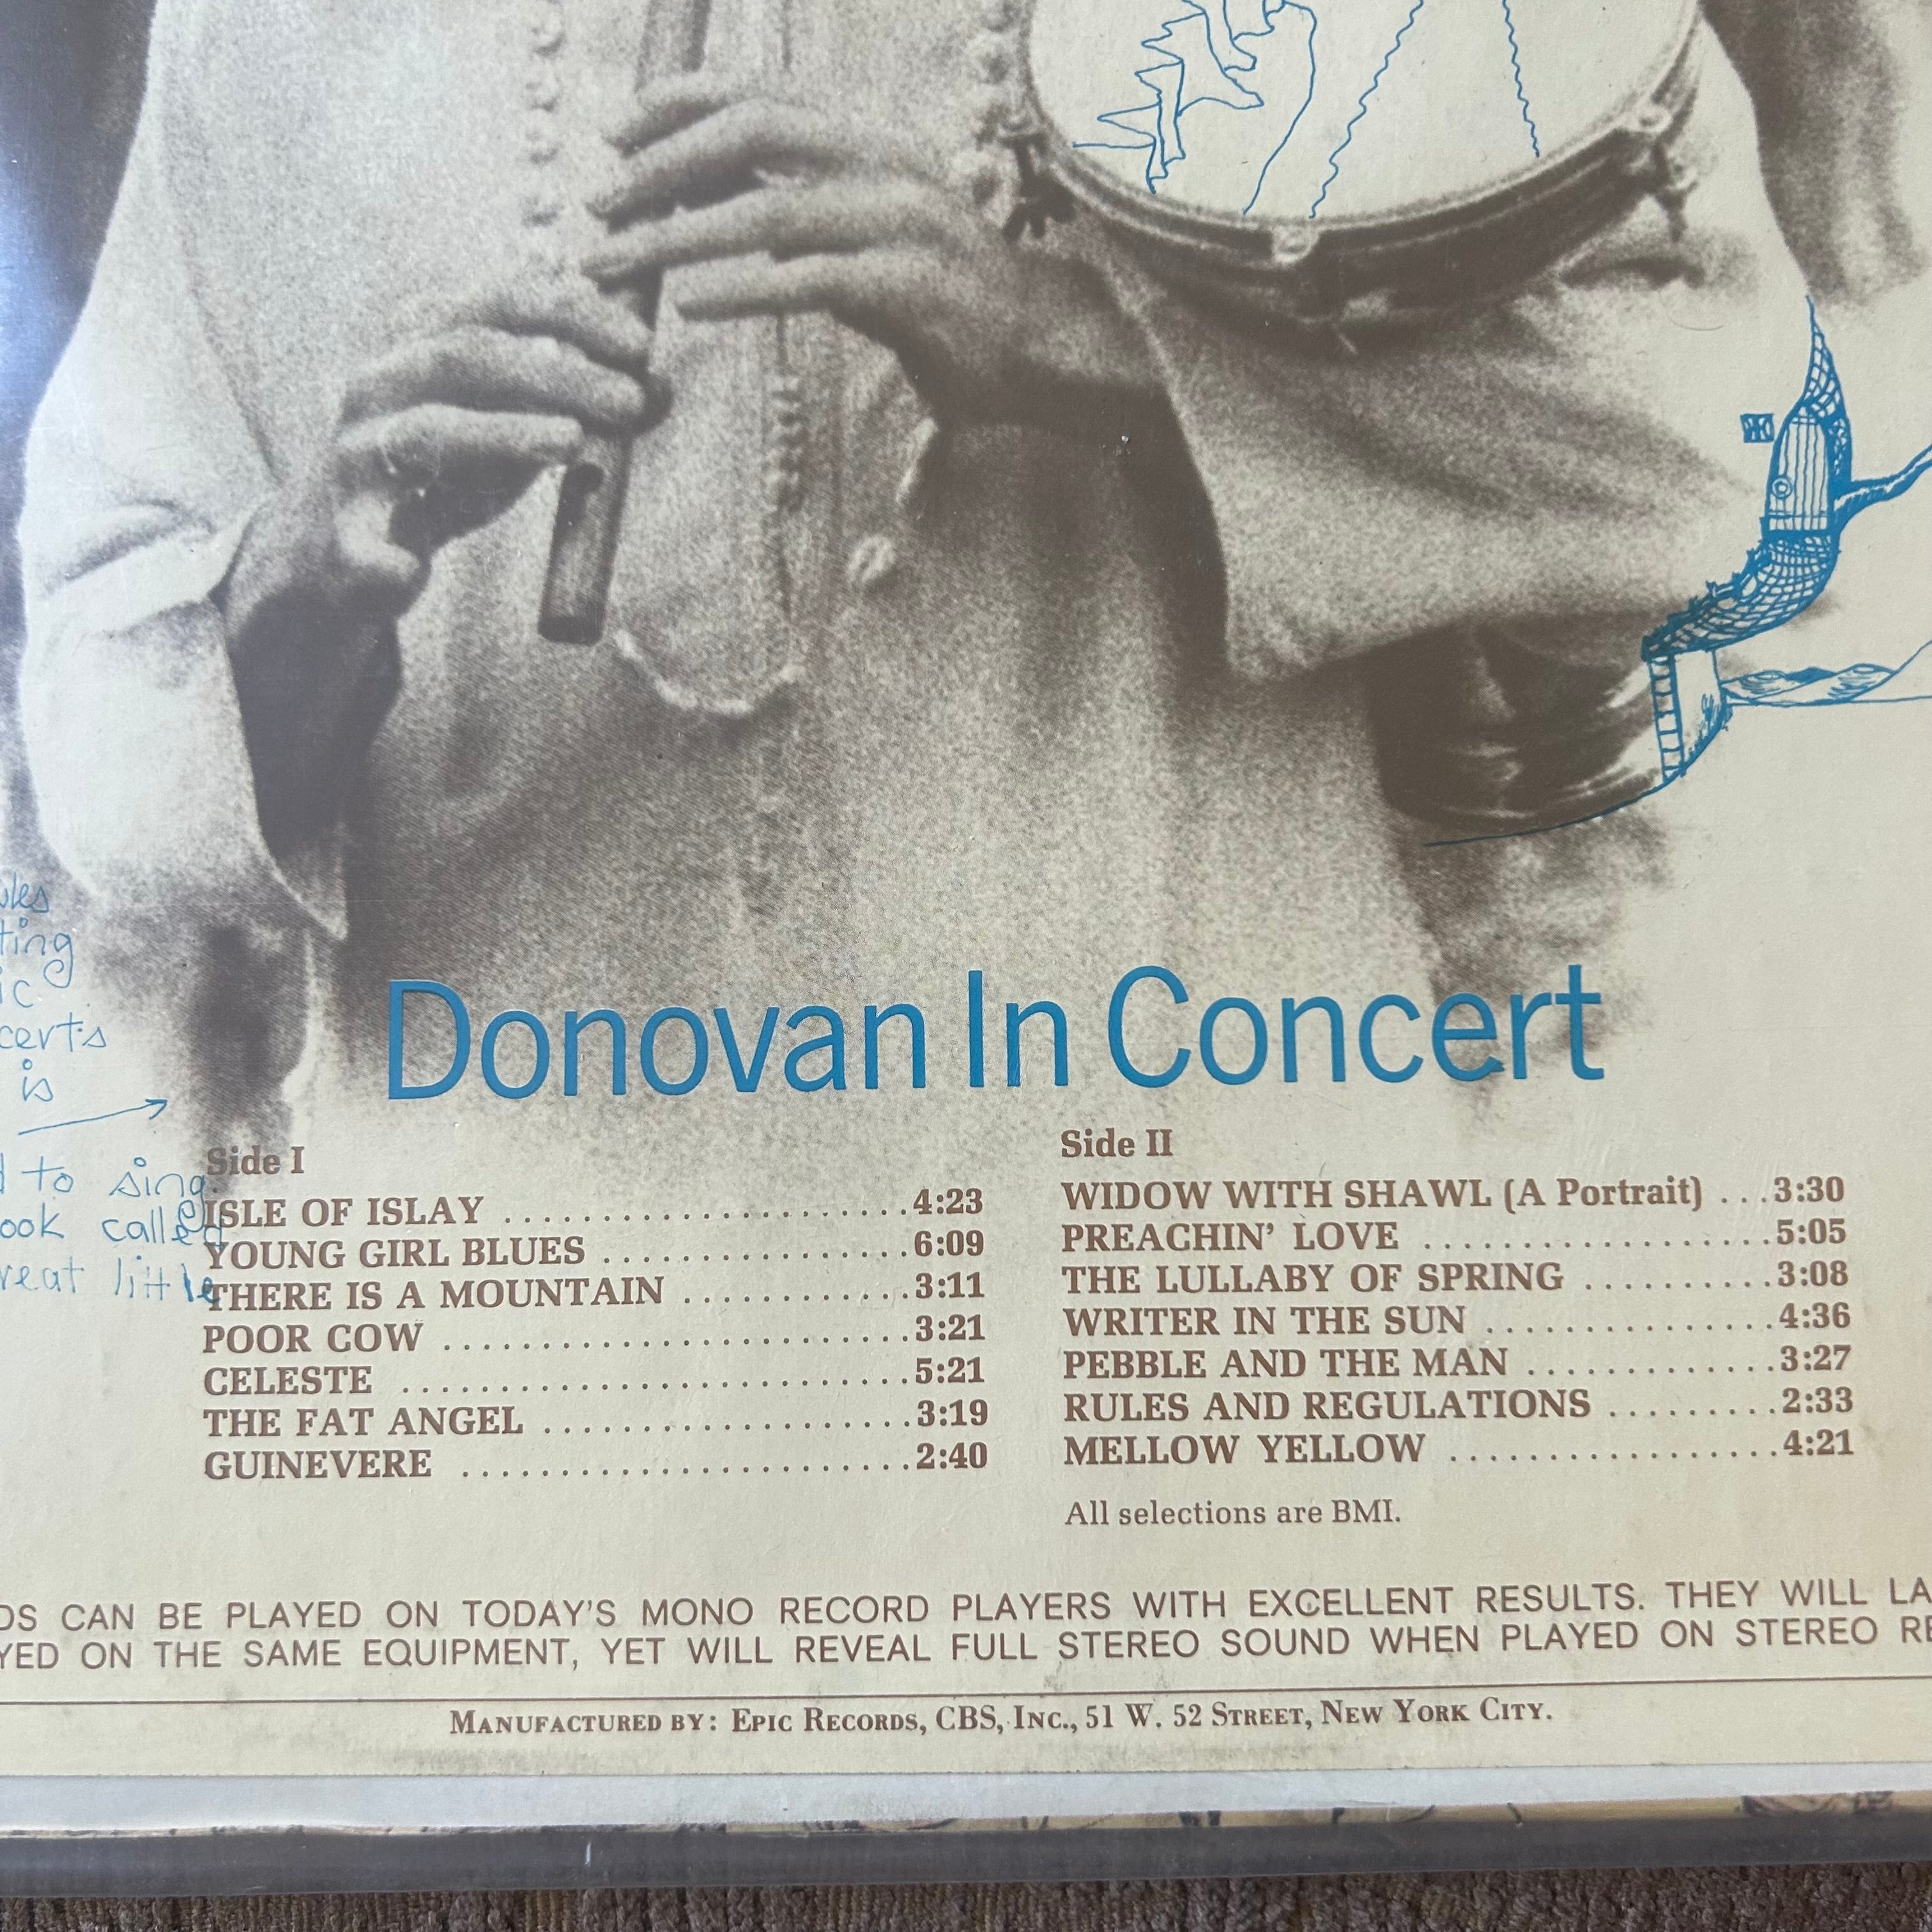 ting
is
to sing
called
little
Donovan In Concert
Side I
ISLE OF ISLAY ..................... 4:23
YOUNG GIRL BLUES ................ 6:09
THERE IS A MOUNTAIN ............ 3:11
POOR COW ........................ 3:21
CELESTE .......................... 5:21
THE FAT ANGEL ................... 3:19
GUINEVERE ....................... 2:40
Side II
WIDOW WITH SHAWL (A Portrait) ... 3:30
PREACHIN' LOVE .................. 5:05
THE LULLABY OF SPRING .......... 3:08
WRITER IN THE SUN ............... 4:36
PEBBLE AND THE MAN ............. 3:27
RULES AND REGULATIONS ......... 2:33
MELLOW YELLOW ................. 4:21
All selections are BMI.
DS CAN BE PLAYED ON TODAY'S MONO RECORD PLAYERS WITH EXCELLENT RESULTS. THEY WILL LA
YED ON THE SAME EQUIPMENT, YET WILL REVEAL FULL STEREO SOUND WHEN PLAYED ON STEREO RE
MANUFACTURED BY: EPIC RECORDS, CBS, INC., 51 W. 52 STREET, NEW YORK CITY.